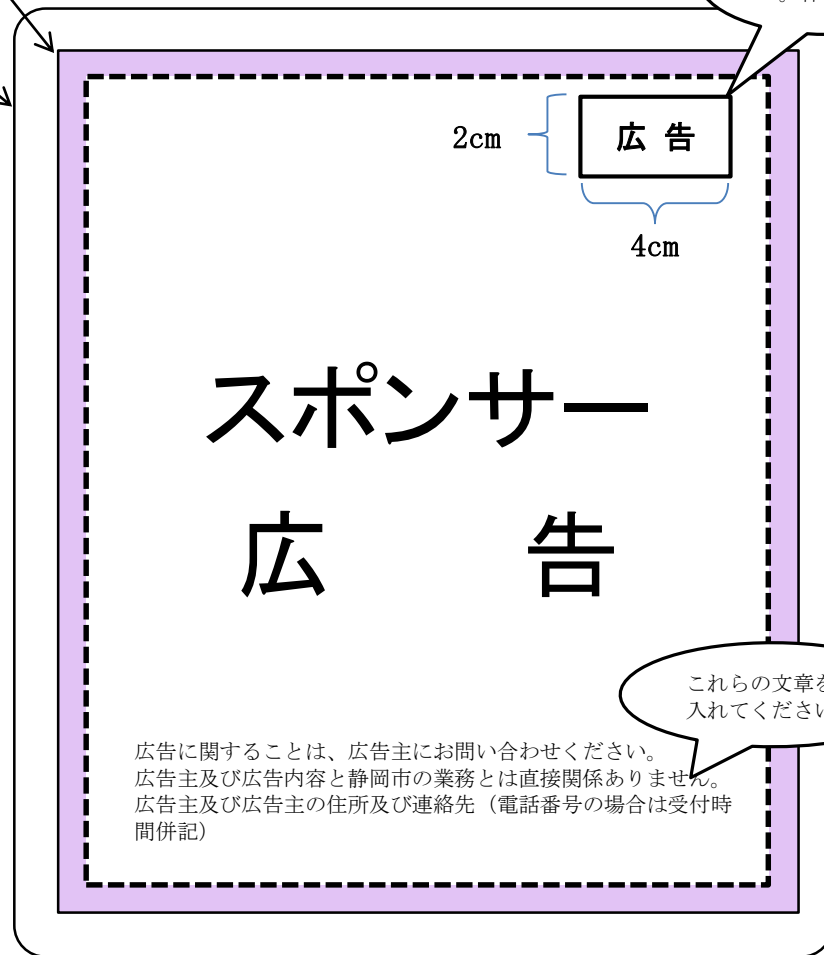 2cm
広 告
4cm
スポンサー
広 告
これらの文章を
入れてください
広告に関することは、広告主にお問い合わせください。
広告主及び広告内容と静岡市の業務とは直接関係ありません。
広告主及び広告主の住所及び連絡先（電話番号の場合は受付時
間併記）